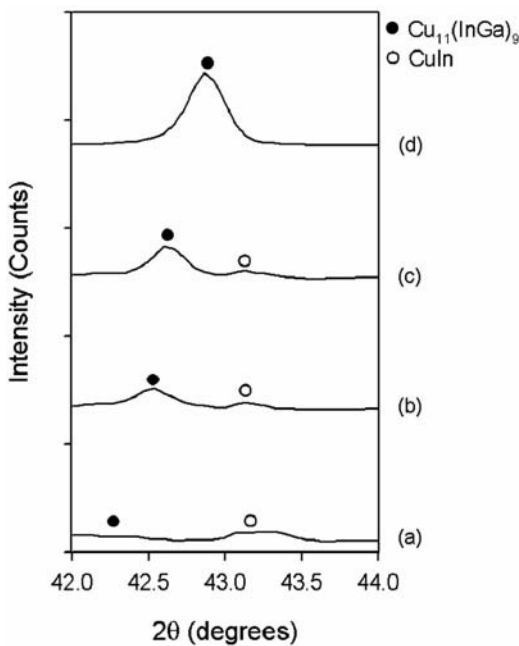 Cu₁₁(InGa)₉
CuIn
(d)
(c)
(b)
(a)
Intensity (Counts)
42.0 42.5 43.0 43.5 44.0
2θ (degrees)